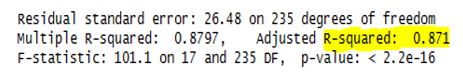 Residual standard error: 26.48 on 235 degrees of freedom
Multiple R-squared:  0.8797,    Adjusted R-squared:  0.871
F-statistic: 101.1 on 17 and 235 DF,  p-value: < 2.2e-16